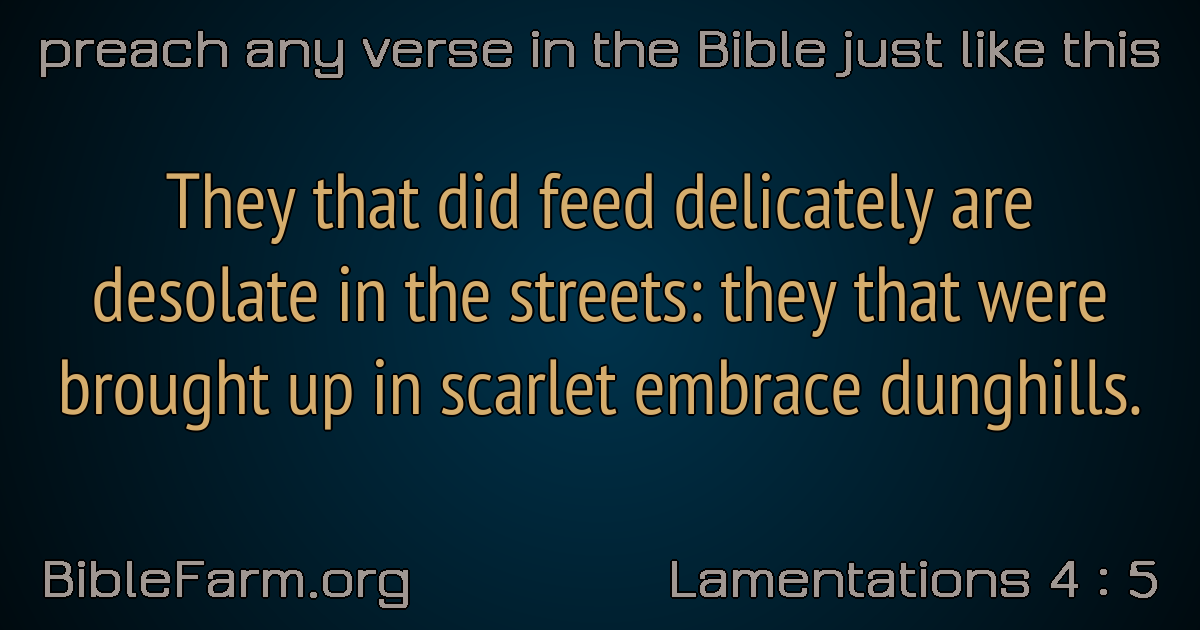 preach any verse in the Bible just like this
They that did feed delicately are
desolate in the streets: they that were
brought up in scarlet embrace dunghills.
BibleFarm.org
Lamentations 4 : 5